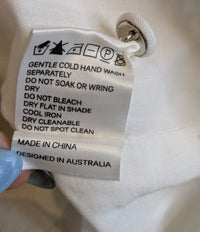 GENTLE COLD HAND WASH
SEPARATELY
DO NOT SOAK OR WRING
DRY
DO NOT BLEACH
DRY FLAT IN SHADE
COOL IRON
DRY CLEANABLE
DO NOT SPOT CLEAN
MADE IN CHINA
DESIGNED IN AUSTRALIA